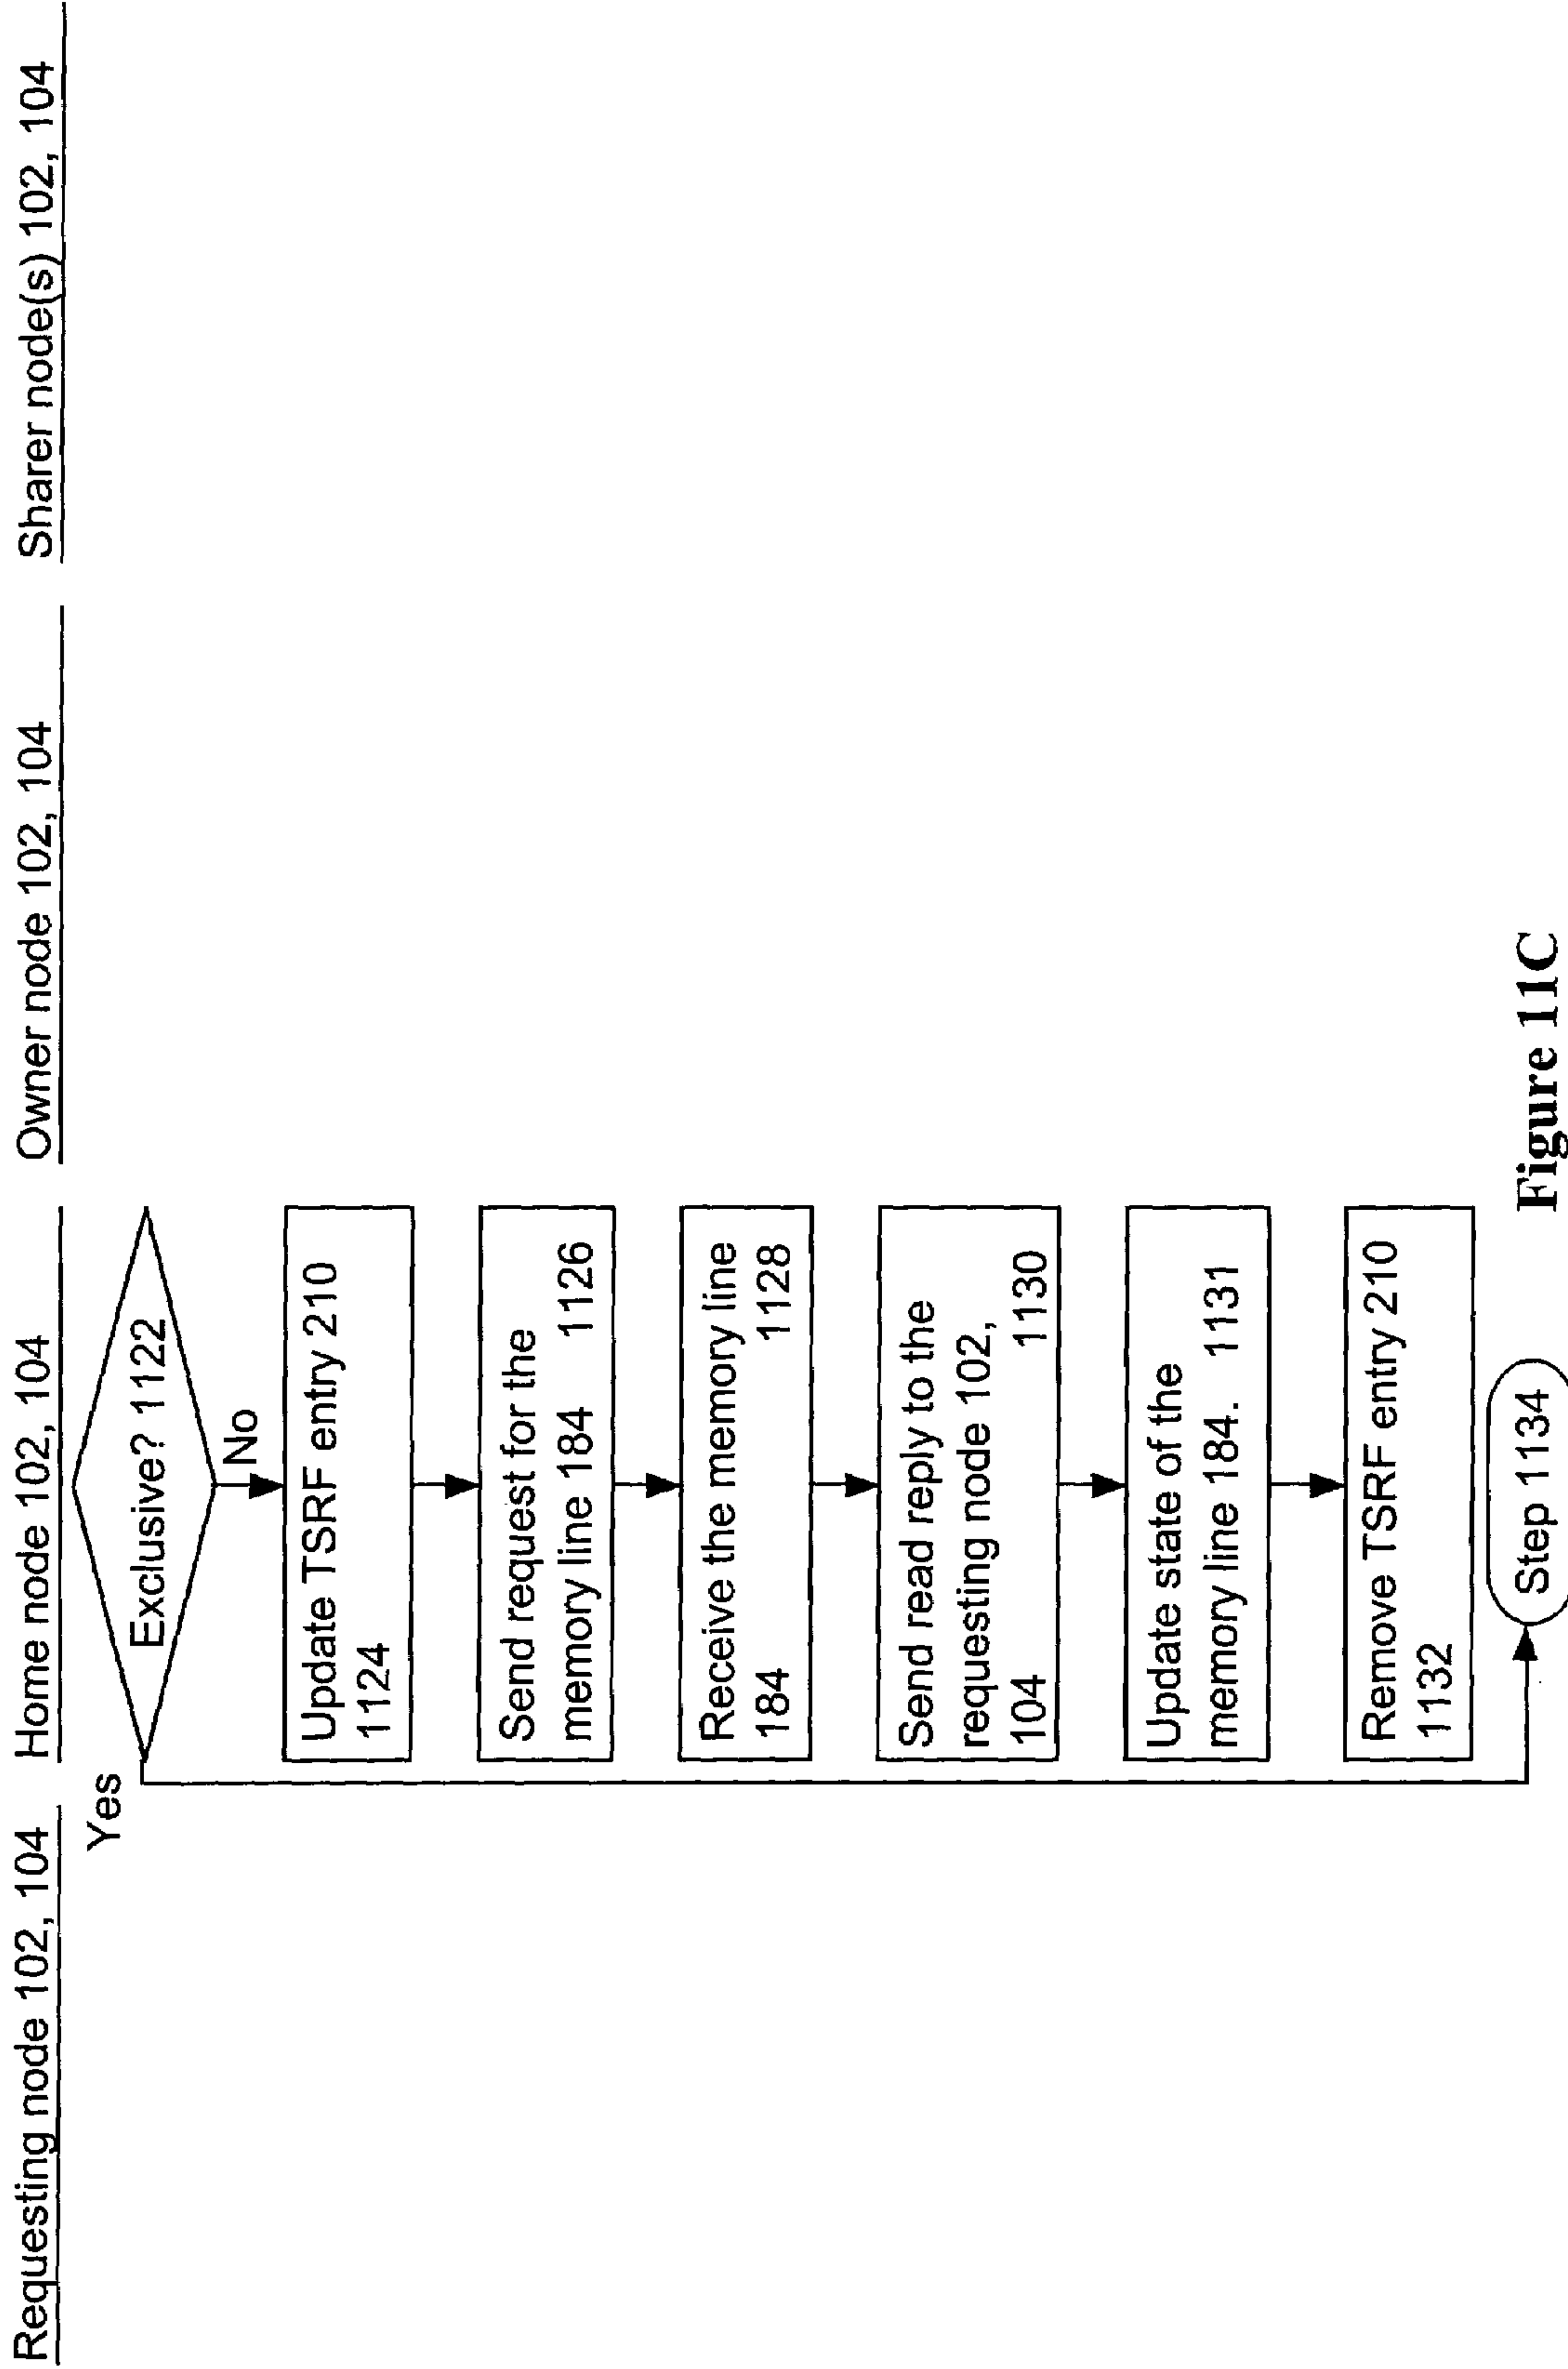 Requesting node 102, 104
Home node 102, 104
Owner node 102, 104
Sharer node(s) 102, 104
Yes
Exclusive? 1122
No
Update TSRF entry 210
1124
Send request for the
memory line 184 1126
Receive the memory line
184 1128
Send read reply to the
requesting node 102,
104 1130
Update state of the
memory line 184. 1131
Remove TSRF entry 210
1132
Step 1134
Figure 11C